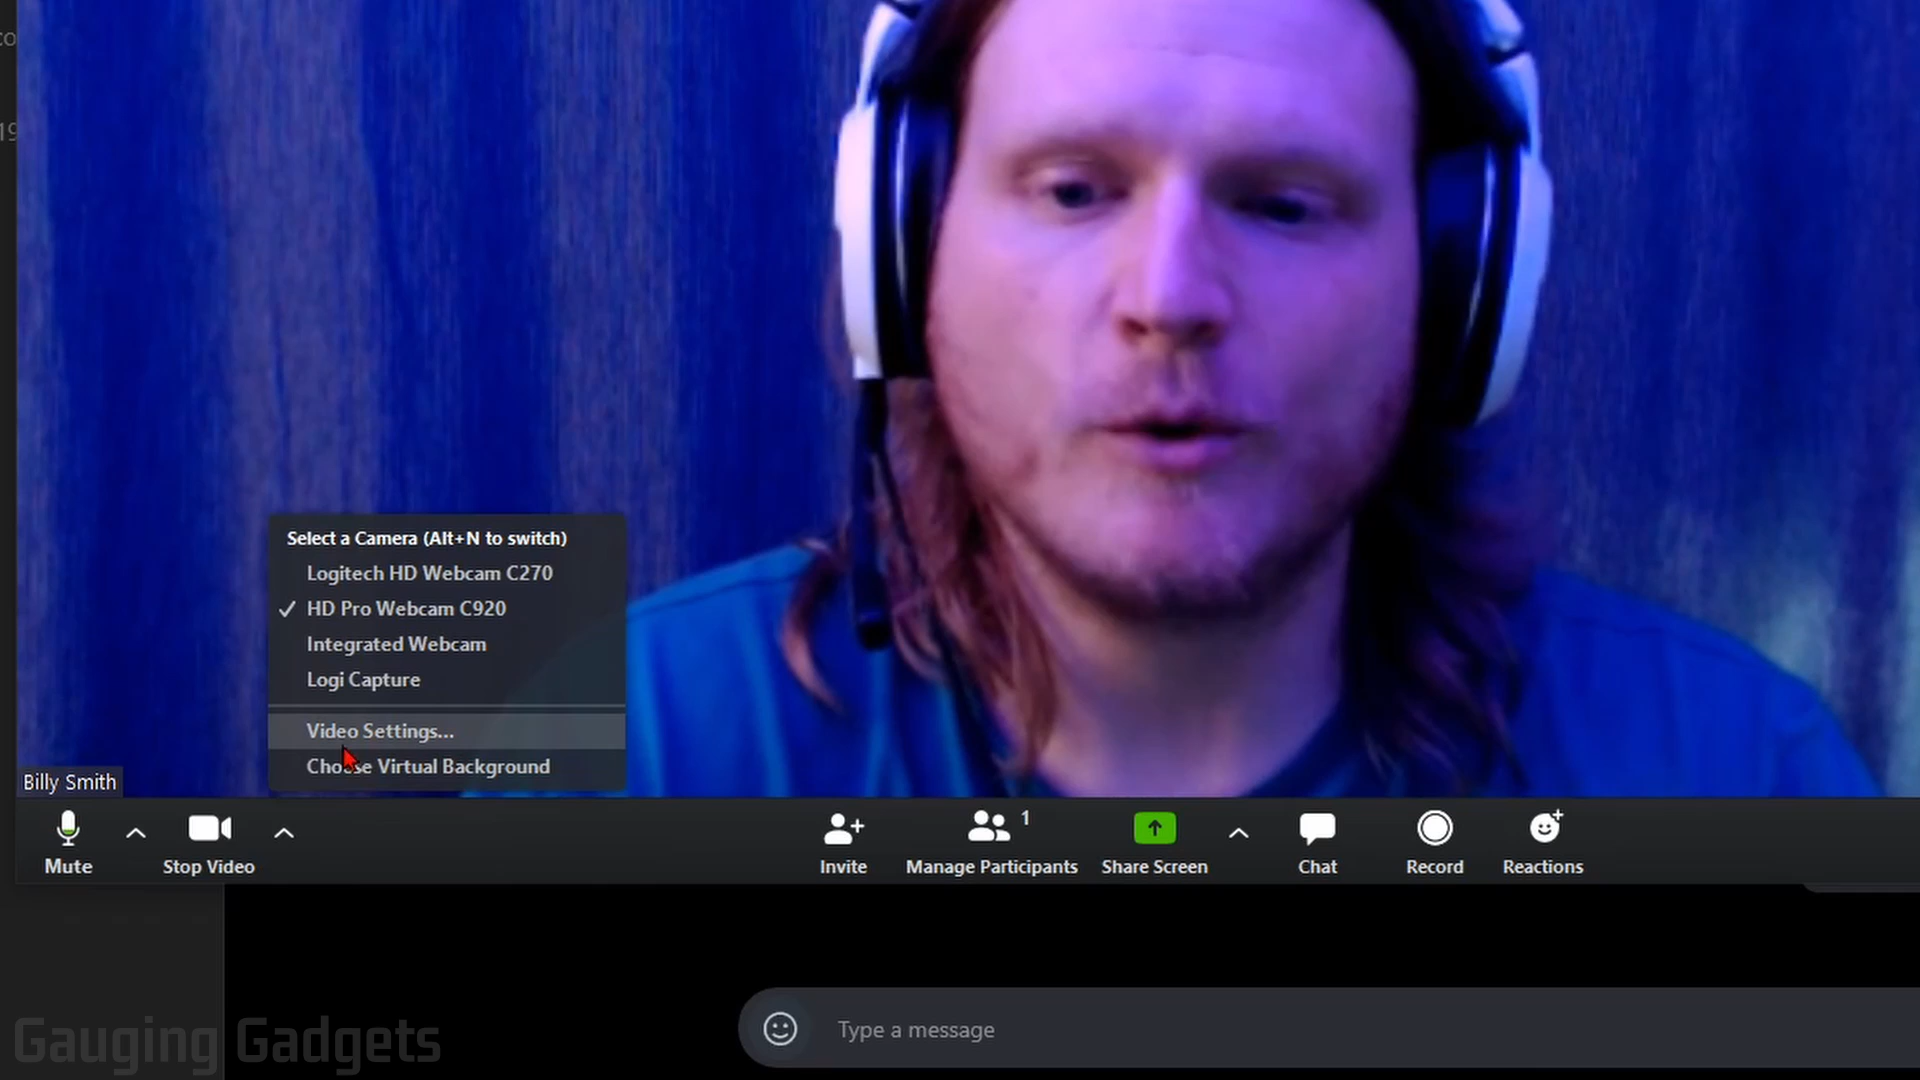 co
19
Select a Camera (Alt+N to switch)
Logitech HD Webcam C270
HD Pro Webcam C920
Integrated Webcam
Logi Capture
Video Settings...
Choose Virtual Background
Billy Smith
1
Mute
Stop Video
Invite
Manage Participants
Share Screen
Chat
Record
Reactions
Type a message
Gauging Gadgets